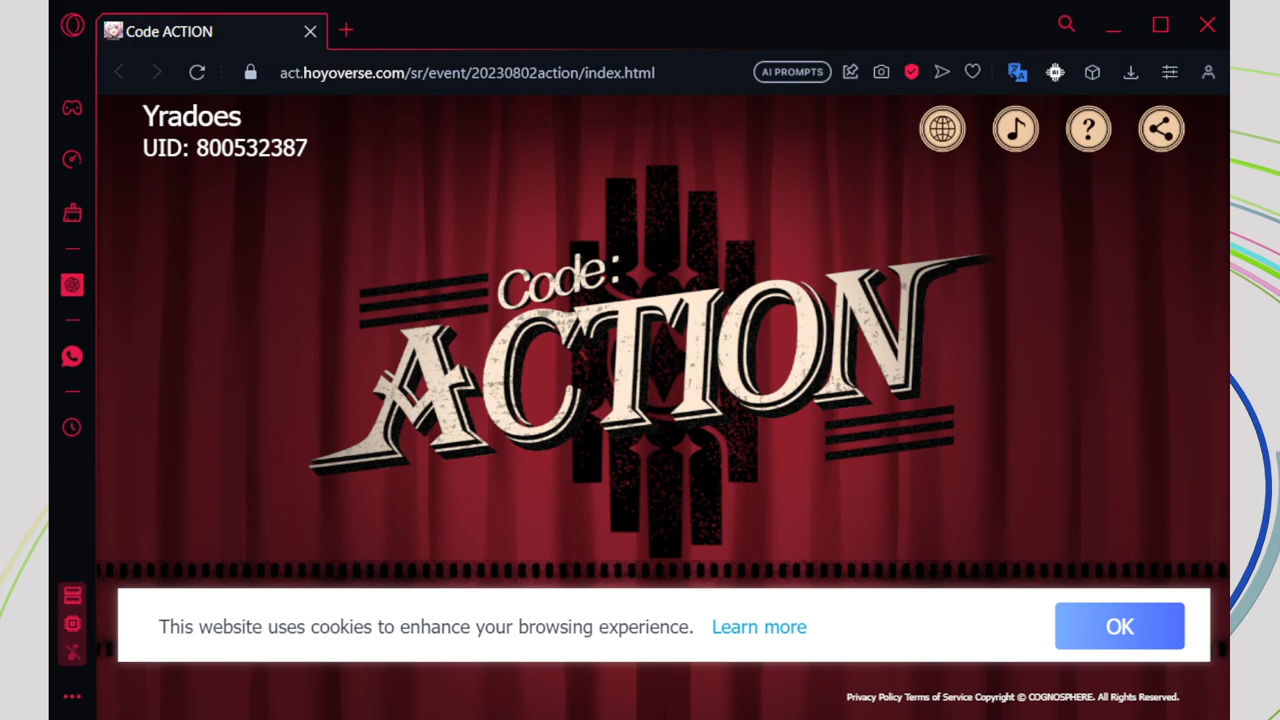 Code ACTION
act.hoyoverse.com/sr/event/20230802action/index.html
AI PROMPTS
Yradoes
UID: 800532387
?
Code:
ACTION
This website uses cookies to enhance your browsing experience. Learn more
OK
Privacy Policy Terms of Service Copyright © COGNOSPHERE. All Rights Reserved.